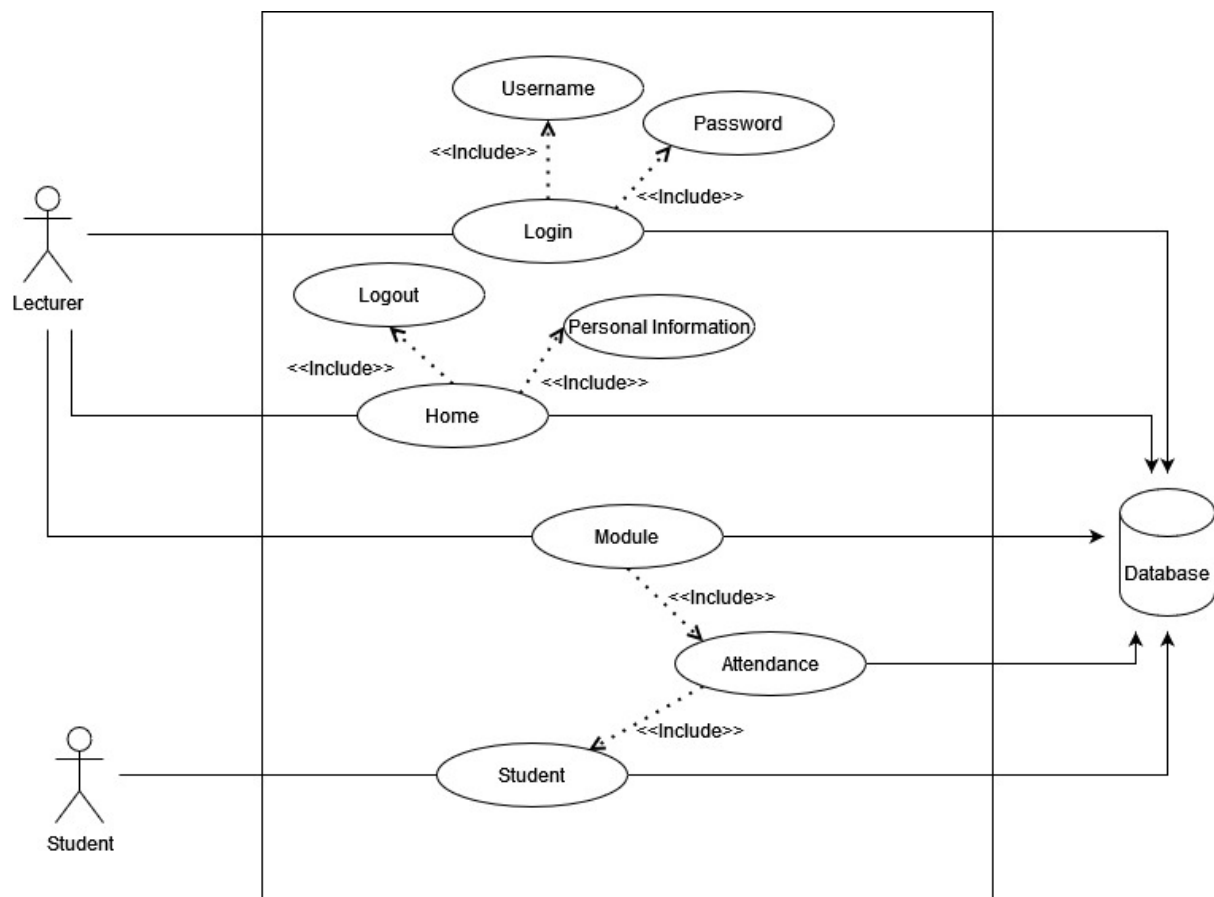 Username
Password
<<Include>>
<<Include>>
Login
Lecturer
Logout
Personal Information
<<Include>>
<<Include>>
Home
Module
Database
<<Include>>
Attendance
<<Include>>
Student
Student